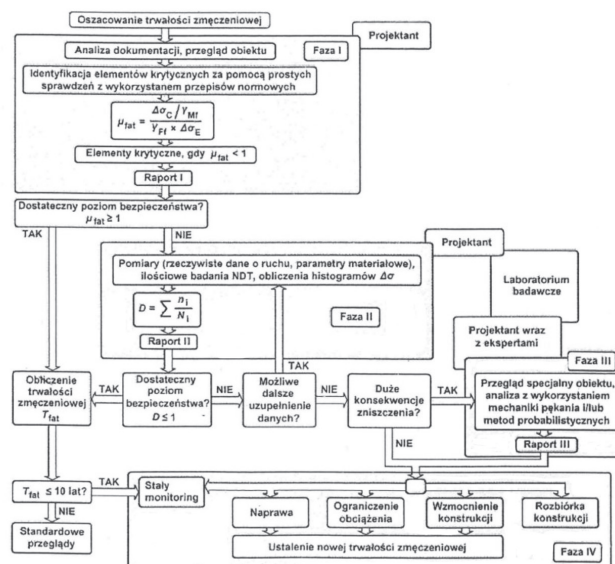 Oszacowanie trwałości zmęczeniowej
Projektant
Faza I
Analiza dokumentacji, przegląd obiektu
Identyfikacja elementów krytycznych za pomocą prostych
sprawdzeń z wykorzystanem przepisów normowych
μfat = ΔσC / γMf
γFf × ΔσE
Elementy krytyczne, gdy μfat < 1
Raport I
Dostateczny poziom bezpieczeństwa?
μfat ≥ 1
TAK
NIE
Projektant
Pomiary (rzeczywiste dane o ruchu, parametry materiałowe),
ilościowe badania NDT, obliczenia histogramów Δσ
D = ∑ ni
Ni
Faza II
Raport II
Laboratorium
badawcze
Projektant wraz
z ekspertami
Faza III
TAK
Obliczenie
trwałości
zmęczeniowej
Tfat
TAK
Dostateczny
poziom
bezpieczeństwa?
D ≤ 1
NIE
Możliwe
dalsze
uzupełnienie
danych?
NIE
Duże
konsekwencje
zniszczenia?
TAK
Przegląd specjalny obiektu,
analiza z wykorzystaniem
mechaniki pękania i/lub
metod probabilistycznych
NIE
Raport III
Tfat ≤ 10 lat?
TAK
Stały
monitoring
NIE
Standardowe
przeglądy
Naprawa
Ograniczenie
obciążenia
Wzmocnienie
konstrukcji
Rozbiórka
konstrukcji
Ustalenie nowej trwałości zmęczeniowej
Faza IV